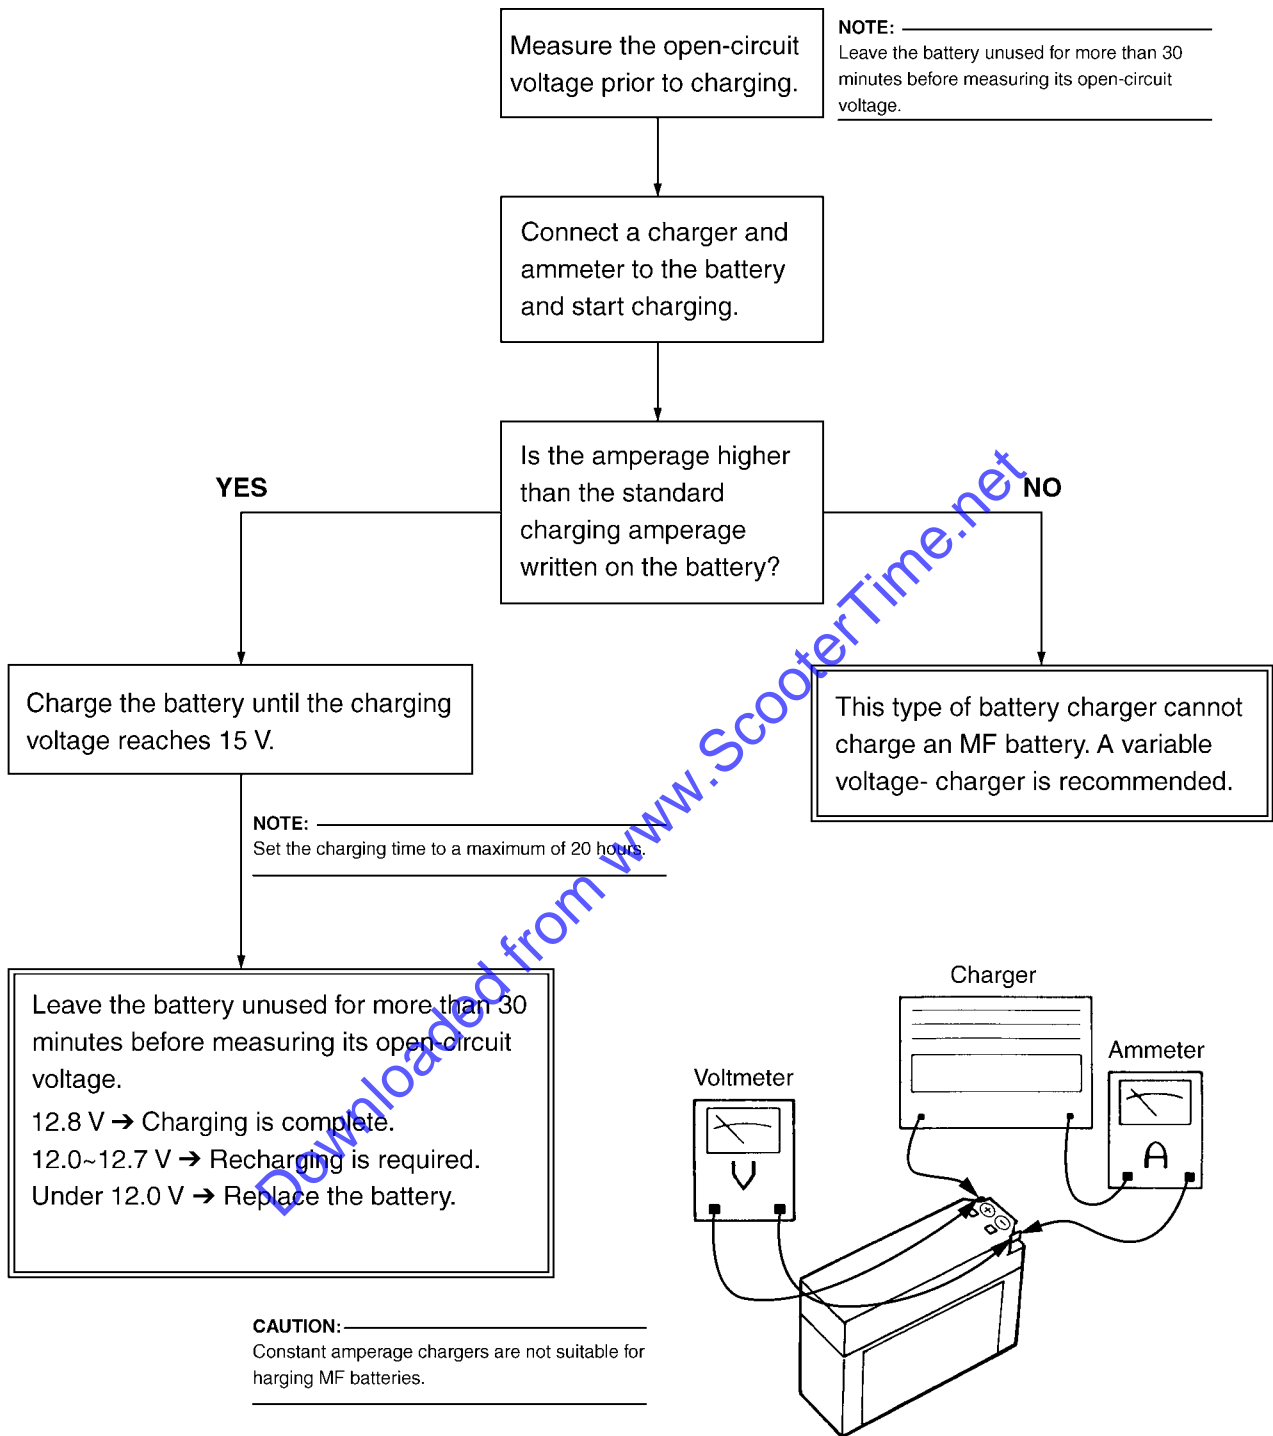 Measure the open-circuit
voltage prior to charging.
NOTE:
Leave the battery unused for more than 30
minutes before measuring its open-circuit
voltage.
Connect a charger and
ammeter to the battery
and start charging.
Is the amperage higher
than the standard
charging amperage
written on the battery?
YES
NO
Charge the battery until the charging
voltage reaches 15 V.
This type of battery charger cannot
charge an MF battery. A variable
voltage- charger is recommended.
NOTE:
Set the charging time to a maximum of 20 hours.
Leave the battery unused for more than 30
minutes before measuring its open-circuit
voltage.
12.8 V ➔ Charging is complete.
12.0~12.7 V ➔ Recharging is required.
Under 12.0 V ➔ Replace the battery.
Charger
Ammeter
Voltmeter
V
A
+
−
CAUTION:
Constant amperage chargers are not suitable for
harging MF batteries.
Downloaded from www.ScooterTime.net